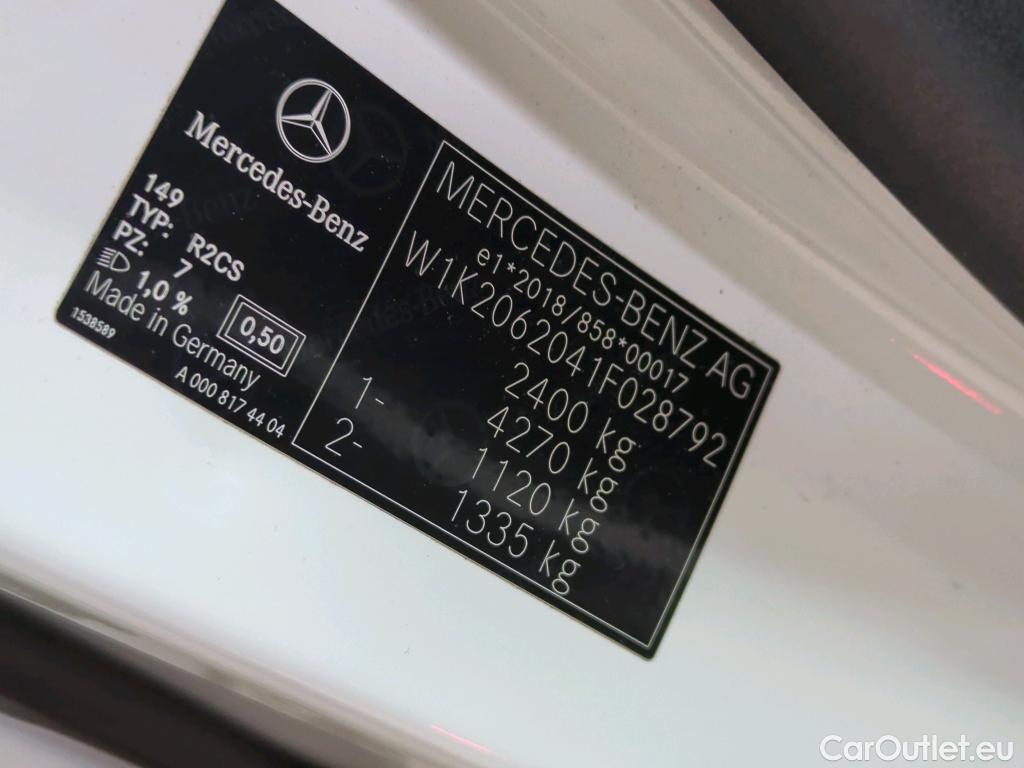 Mercedes-Benz
149
TYP: R2CS
PZ: 7
1,0 %
0,50
Made in Germany
1538589
A 000 817 44 04
MERCEDES-BENZ AG
e1*2018/858*00017
W1K2062041F028792
2400 kg
4270 kg
1- 1120 kg
2- 1335 kg
CarOutlet.eu